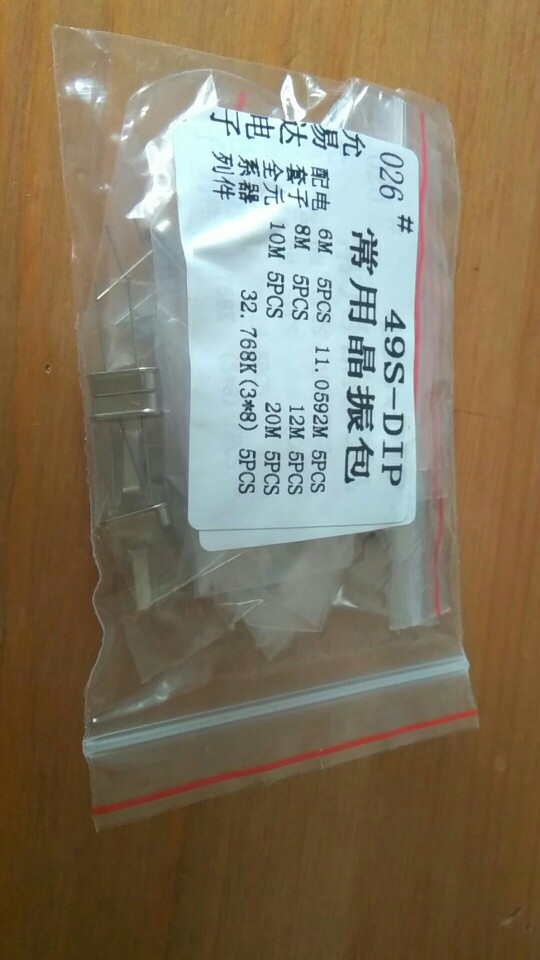 026#
49S-DIP
常用晶振包
允易达电子
配套全系列
电子元器件
6M 5PCS 11.0592M 5PCS
8M 5PCS 12M 5PCS
10M 5PCS 20M 5PCS
32.768K(3*8) 5PCS